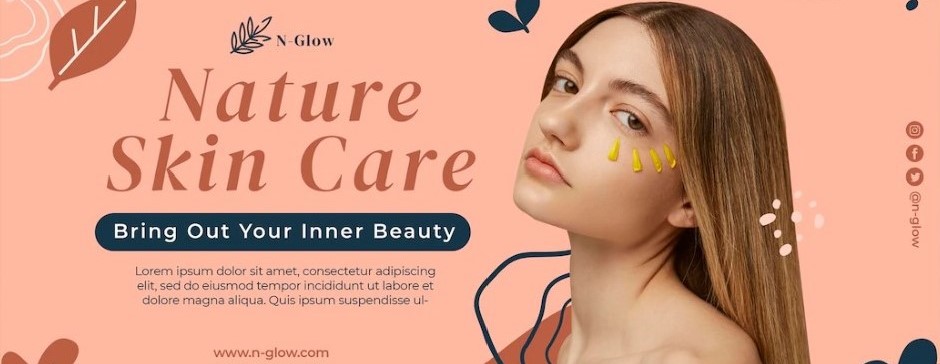 N-Glow
Nature
Skin Care
Bring Out Your Inner Beauty
Lorem ipsum dolor sit amet, consectetur adipiscing
elit, sed do eiusmod tempor incididunt ut labore et
dolore magna aliqua. Quis ipsum suspendisse ul-
www.n-glow.com
@n-glow